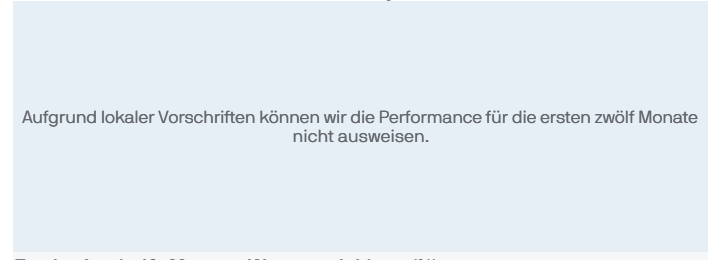 Aufgrund lokaler Vorschriften können wir die Performance für die ersten zwölf Monate
nicht ausweisen.